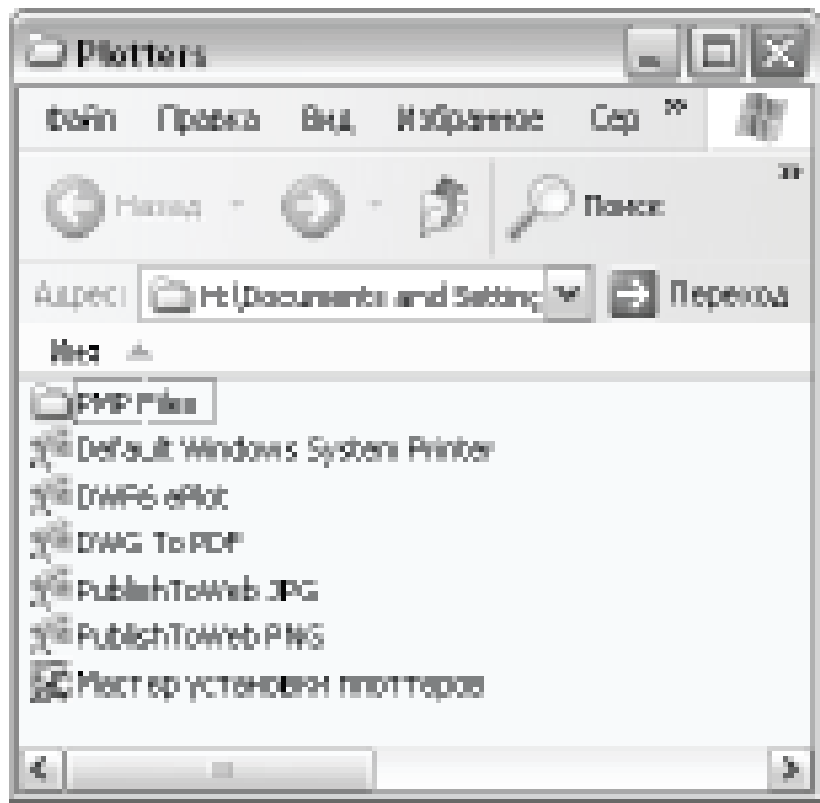 Plotters
Файл Правка Вид Избранное Сер »
Назад Поиск »
Адрес: H:\Documents and Setting Переход
Имя
PMP Files
Default Windows System Printer
DWF6 ePlot
DWG To PDF
PublishToWeb JPG
PublishToWeb PNG
Мастер установки плоттеров